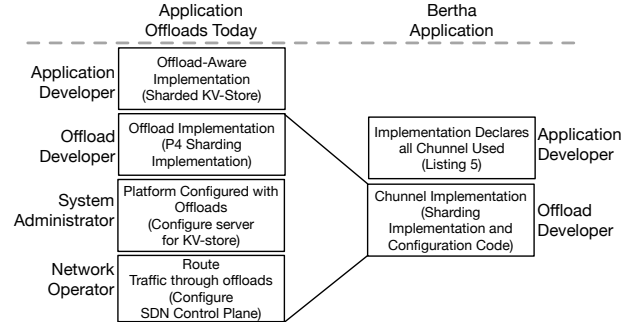 Application
Offloads Today
Bertha
Application
Application
Developer
Offload-Aware
Implementation
(Sharded KV-Store)
Offload
Developer
Offload Implementation
(P4 Sharding
Implementation)
System
Administrator
Platform Configured with
Offloads
(Configure server
for KV-store)
Network
Operator
Route
Traffic through offloads
(Configure
SDN Control Plane)
Implementation Declares
all Chunnel Used
(Listing 5)
Application
Developer
Channel Implementation
(Sharding
Implementation and
Configuration Code)
Offload
Developer